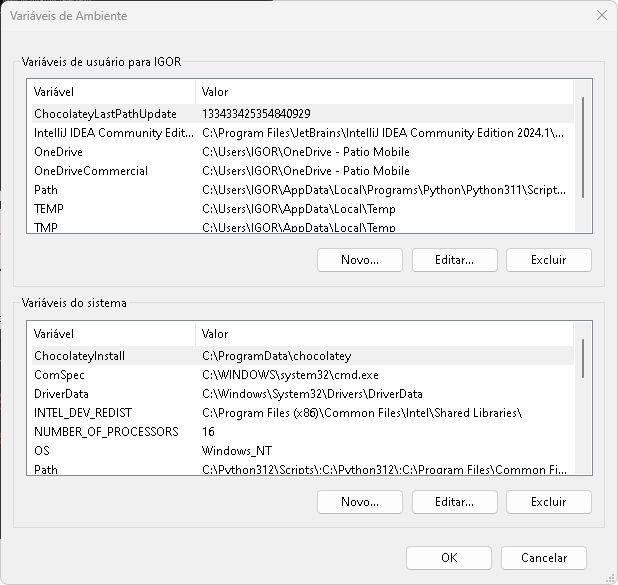 Variáveis de Ambiente
Variáveis de usuário para IGOR
Variável Valor
ChocolateyLastPathUpdate 133433425354840929
IntelliJ IDEA Community Edit... C:\Program Files\JetBrains\IntelliJ IDEA Community Edition 2024.1\...
OneDrive C:\Users\IGOR\OneDrive - Patio Mobile
OneDriveCommercial C:\Users\IGOR\OneDrive - Patio Mobile
Path C:\Users\IGOR\AppData\Local\Programs\Python\Python311\Script...
TEMP C:\Users\IGOR\AppData\Local\Temp
TMP C:\Users\IGOR\AppData\Local\Temp
Novo... Editar... Excluir
Variáveis do sistema
Variável Valor
ChocolateyInstall C:\ProgramData\chocolatey
ComSpec C:\WINDOWS\system32\cmd.exe
DriverData C:\Windows\System32\Drivers\DriverData
INTEL_DEV_REDIST C:\Program Files (x86)\Common Files\Intel\Shared Libraries\
NUMBER_OF_PROCESSORS 16
OS Windows_NT
Path C:\Python312\Scripts\;C:\Python312\;C:\Program Files\Common Fi...
Novo... Editar... Excluir
OK Cancelar